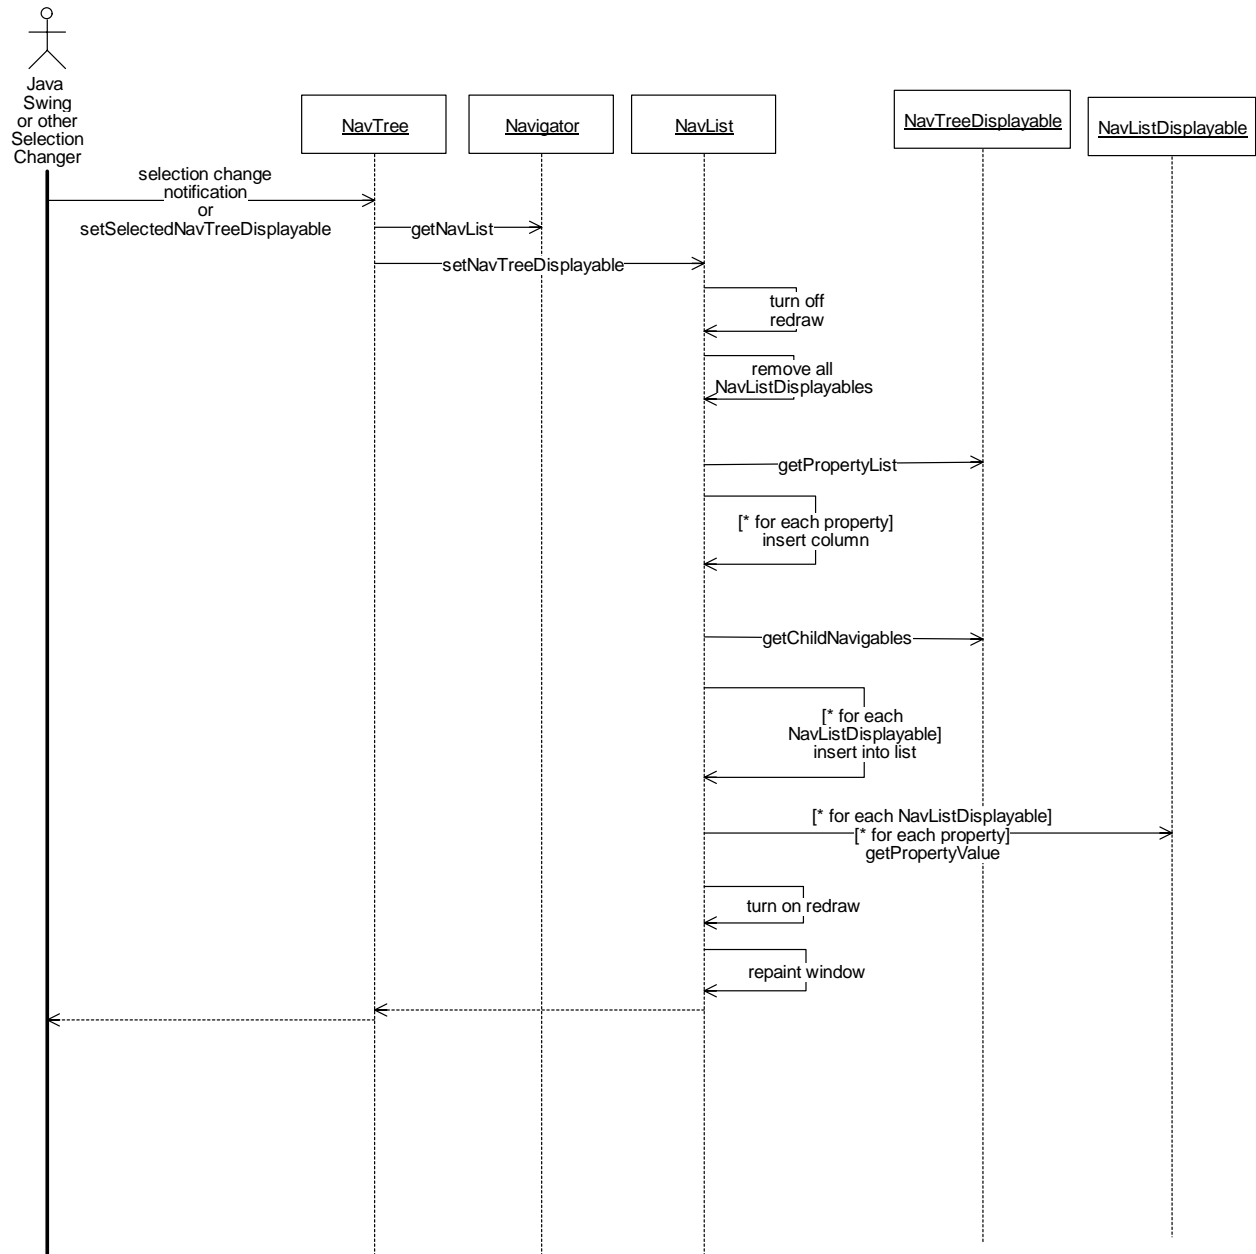 Java
Swing
or other
Selection
Changer
NavTree
Navigator
NavList
NavTreeDisplayable
NavListDisplayable
selection change
notification
or
setSelectedNavTreeDisplayable
getNavList
setNavTreeDisplayable
turn off
redraw
remove all
NavListDisplayables
getPropertyList
[* for each property]
insert column
getChildNavigables
[* for each
NavListDisplayable]
insert into list
[* for each NavListDisplayable]
[* for each property]
getPropertyValue
turn on redraw
repaint window